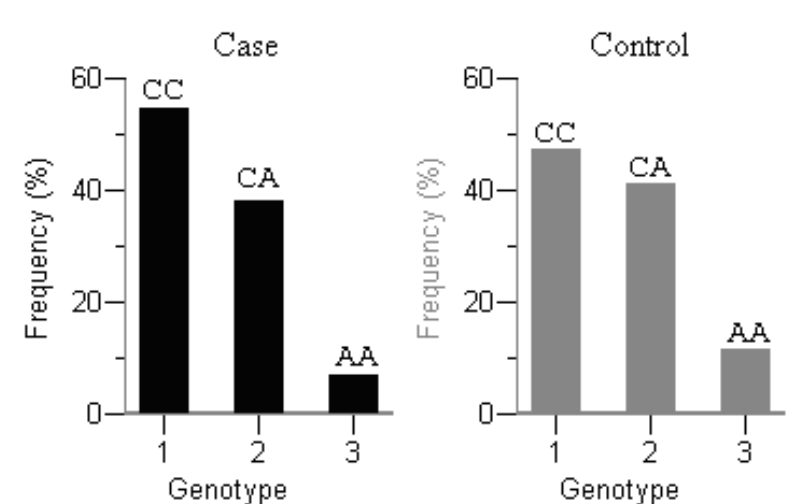 Case
60
CC
CA
40
20
AA
0
1 2 3
Frequency (%)
Genotype
Control
60
CC
CA
40
20
AA
0
1 2 3
Frequency (%)
Genotype